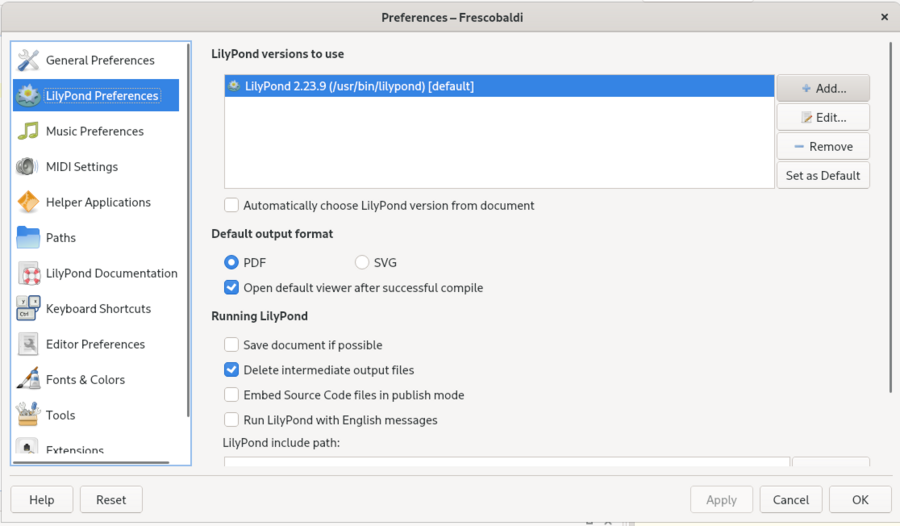 Preferences – Frescobaldi
General Preferences
LilyPond Preferences
Music Preferences
MIDI Settings
Helper Applications
Paths
LilyPond Documentation
Keyboard Shortcuts
Editor Preferences
Fonts & Colors
Tools
Extensions
LilyPond versions to use
LilyPond 2.23.9 (/usr/bin/lilypond) [default]
Add...
Edit...
Remove
Set as Default
Automatically choose LilyPond version from document
Default output format
PDF
SVG
Open default viewer after successful compile
Running LilyPond
Save document if possible
Delete intermediate output files
Embed Source Code files in publish mode
Run LilyPond with English messages
LilyPond include path:
Help
Reset
Apply
Cancel
OK